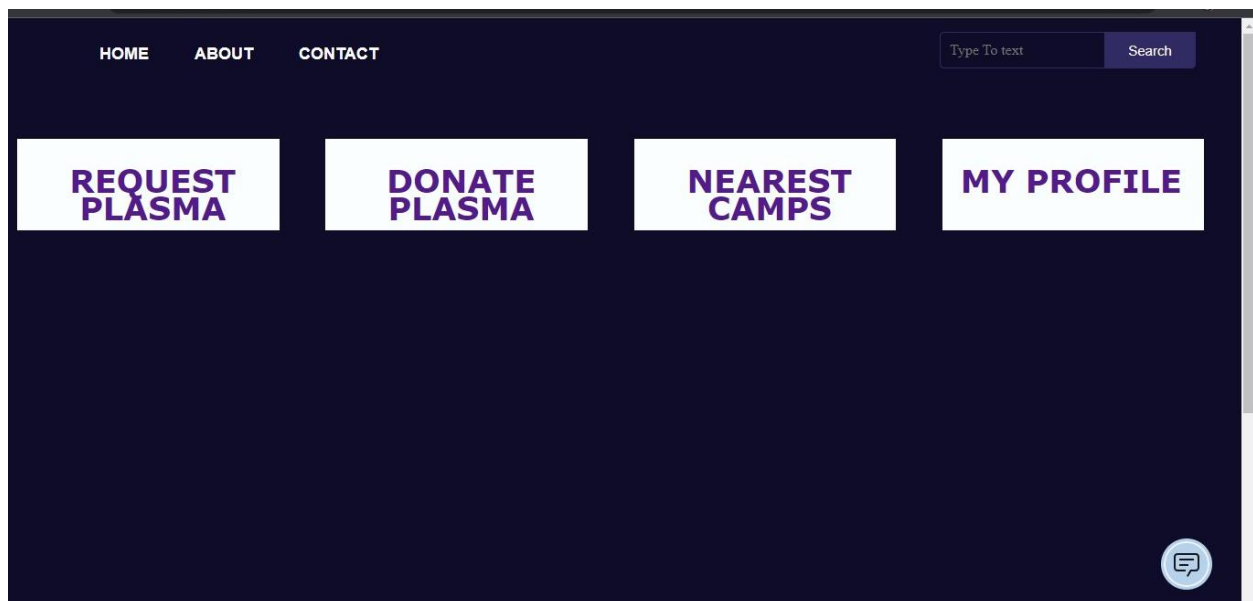 HOME ABOUT CONTACT
Type To text Search
REQUEST
PLASMA
DONATE
PLASMA
NEAREST
CAMPS
MY PROFILE